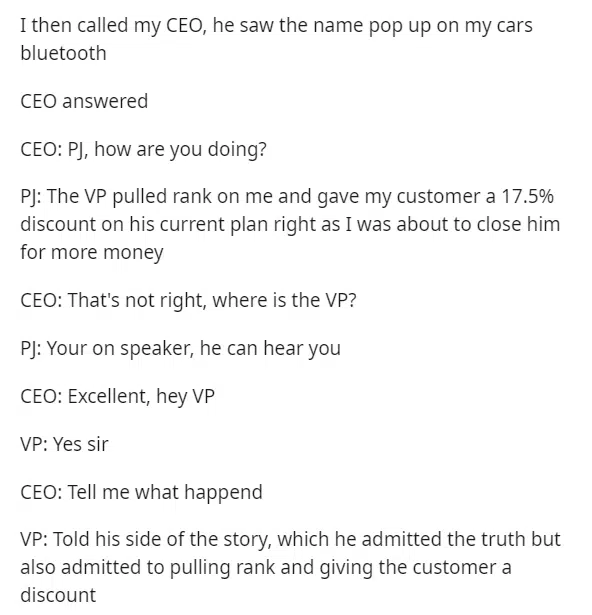 I then called my CEO, he saw the name pop up on my cars
bluetooth
CEO answered
CEO: PJ, how are you doing?
PJ: The VP pulled rank on me and gave my customer a 17.5%
discount on his current plan right as I was about to close him
for more money
CEO: That's not right, where is the VP?
PJ: Your on speaker, he can hear you
CEO: Excellent, hey VP
VP: Yes sir
CEO: Tell me what happend
VP: Told his side of the story, which he admitted the truth but
also admitted to pulling rank and giving the customer a
discount